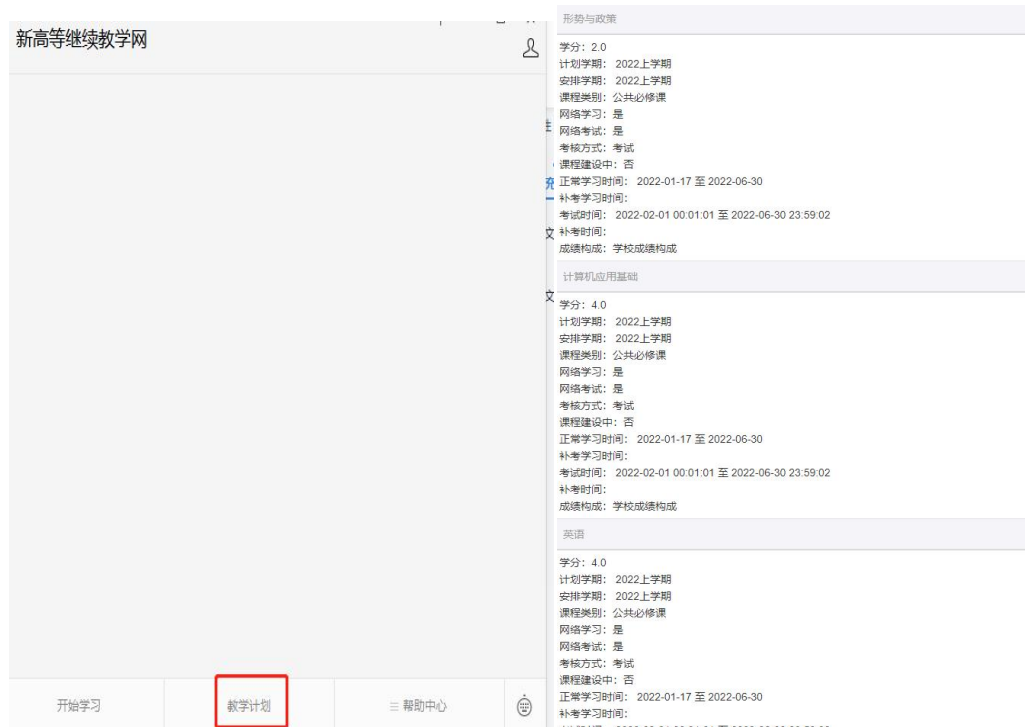 新高等继续教学网
开始学习
教学计划
帮助中心
形势与政策
学分：2.0
计划学期： 2022上学期
安排学期： 2022上学期
课程类别：公共必修课
网络学习：是
网络考试：是
考核方式：考试
课程建设中：否
正常学习时间： 2022-01-17 至 2022-06-30
补考学习时间：
考试时间： 2022-02-01 00:01:01 至 2022-06-30 23:59:02
补考时间：
成绩构成：学校成绩构成
计算机应用基础
学分：4.0
计划学期： 2022上学期
安排学期： 2022上学期
课程类别：公共必修课
网络学习：是
网络考试：是
考核方式：考试
课程建设中：否
正常学习时间： 2022-01-17 至 2022-06-30
补考学习时间：
考试时间： 2022-02-01 00:01:01 至 2022-06-30 23:59:02
补考时间：
成绩构成：学校成绩构成
英语
学分：4.0
计划学期： 2022上学期
安排学期： 2022上学期
课程类别：公共必修课
网络学习：是
网络考试：是
考核方式：考试
课程建设中：否
正常学习时间： 2022-01-17 至 2022-06-30
补考学习时间：